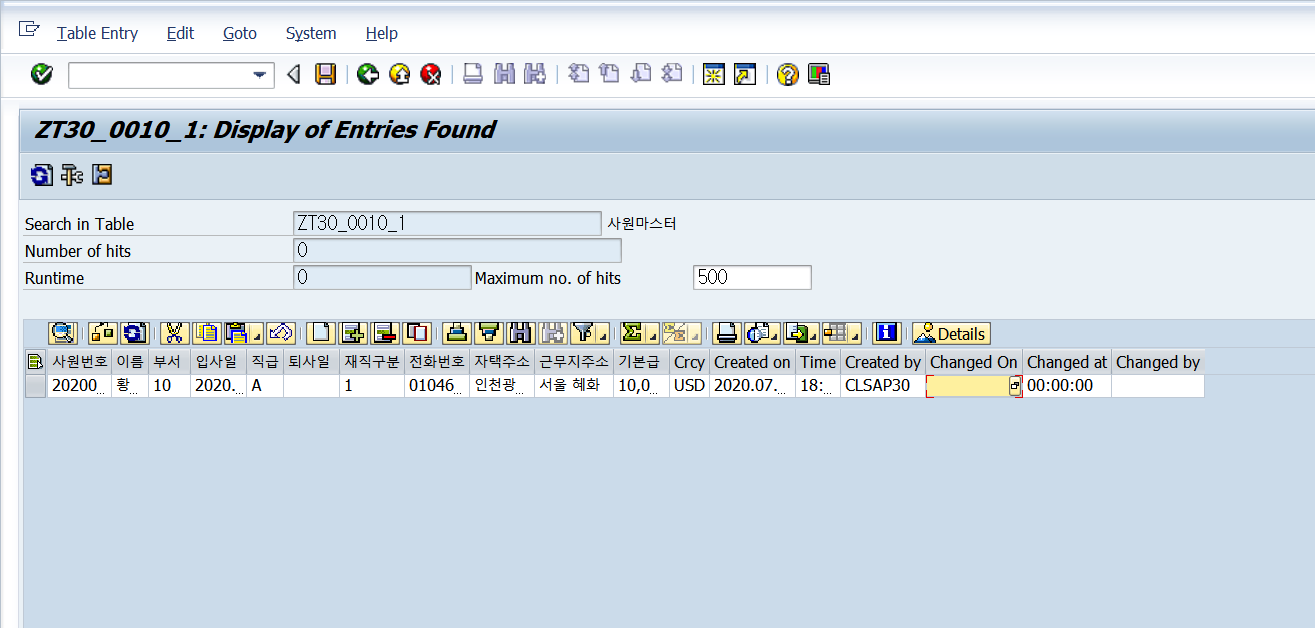 Table Entry Edit Goto System Help
ZT30_0010_1: Display of Entries Found
Search in Table ZT30_0010_1 사원마스터
Number of hits 0
Runtime 0 Maximum no. of hits 500
Details
사원번호 이름 부서 입사일 직급 퇴사일 재직구분 전화번호 자택주소 근무지주소 기본급 Crcy Created on Time Created by Changed On Changed at Changed by
20200... 황... 10 2020.... A 1 01046... 인천광... 서울 혜화 10,0... USD 2020.07.... 18:... CLSAP30 00:00:00